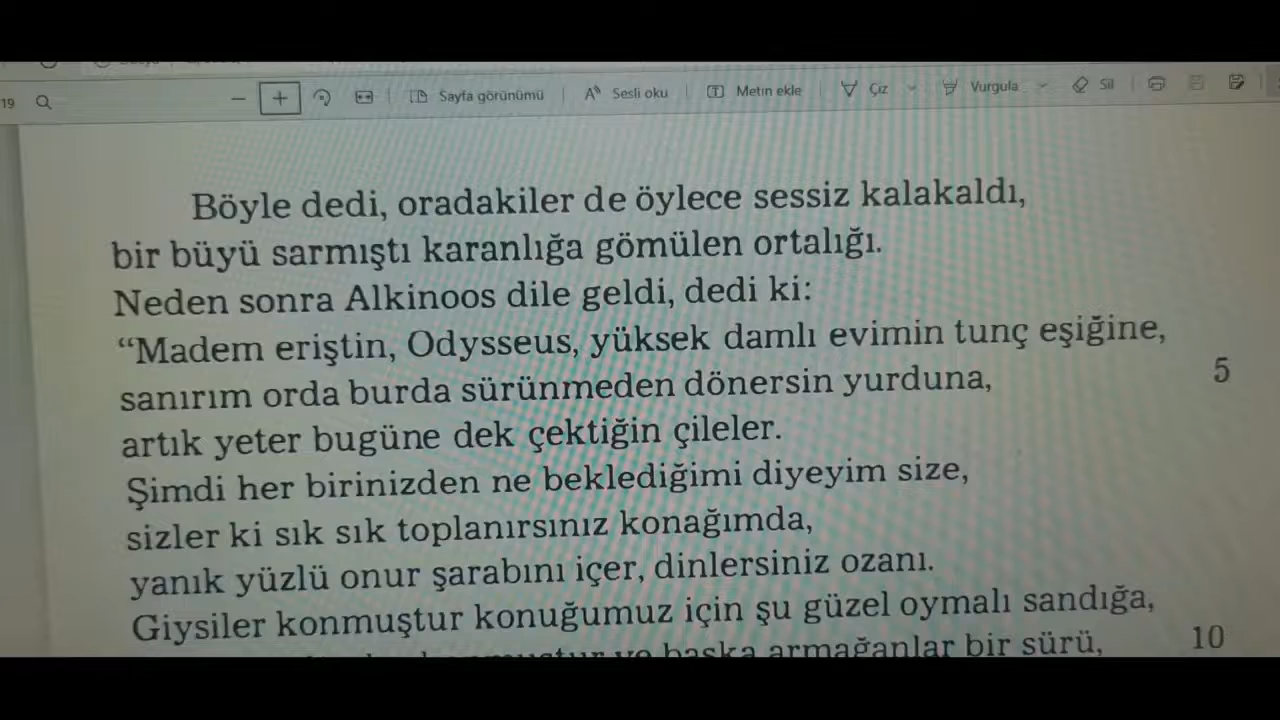 19
Sayfa görünümü
Sesli oku
Metin ekle
Çiz
Vurgula
Sil
Böyle dedi, oradakiler de öylece sessiz kalakaldı,
bir büyü sarmıştı karanlığa gömülen ortalığı.
Neden sonra Alkinoos dile geldi, dedi ki:
“Madem eriştin, Odysseus, yüksek damlı evimin tunç eşiğine,
sanırım orda burda sürünmeden dönersin yurduna, 5
artık yeter bugüne dek çektiğin çileler.
Şimdi her birinizden ne beklediğimi diyeyim size,
sizler ki sık sık toplanırsınız konağımda,
yanık yüzlü onur şarabını içer, dinlersiniz ozanı.
Giysiler konmuştur konuğumuz için şu güzel oymalı sandığa,
ve başka armağanlar bir sürü, 10